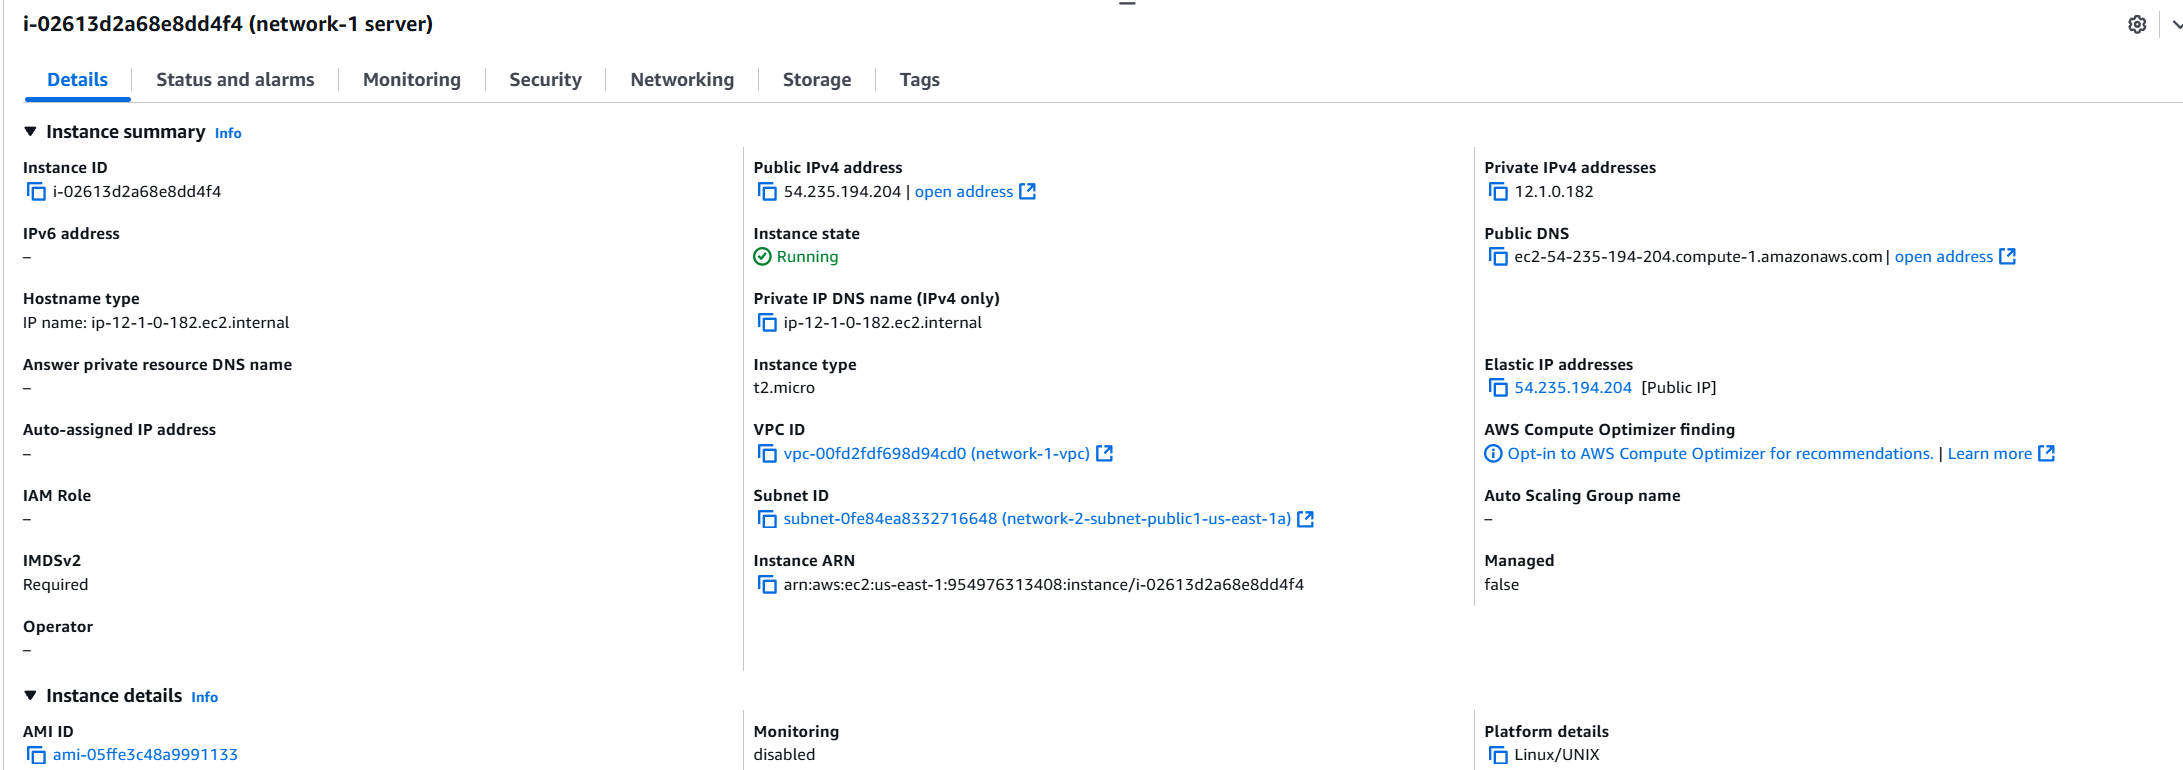 i-02613d2a68e8dd4f4 (network-1 server)
Details
Status and alarms
Monitoring
Security
Networking
Storage
Tags
Instance summary Info
Instance ID
i-02613d2a68e8dd4f4
Public IPv4 address
54.235.194.204 | open address
Private IPv4 addresses
12.1.0.182
IPv6 address
–
Instance state
Running
Public DNS
ec2-54-235-194-204.compute-1.amazonaws.com | open address
Hostname type
IP name: ip-12-1-0-182.ec2.internal
Private IP DNS name (IPv4 only)
ip-12-1-0-182.ec2.internal
Answer private resource DNS name
–
Instance type
t2.micro
Elastic IP addresses
54.235.194.204 [Public IP]
Auto-assigned IP address
–
VPC ID
vpc-00fd2fdf698d94cd0 (network-1-vpc)
AWS Compute Optimizer finding
Opt-in to AWS Compute Optimizer for recommendations. | Learn more
IAM Role
–
Subnet ID
subnet-0fe84ea8332716648 (network-2-subnet-public1-us-east-1a)
Auto Scaling Group name
–
IMDSv2
Required
Instance ARN
arn:aws:ec2:us-east-1:954976313408:instance/i-02613d2a68e8dd4f4
Managed
false
Operator
–
Instance details Info
AMI ID
ami-05ffe3c48a9991133
Monitoring
disabled
Platform details
Linux/UNIX